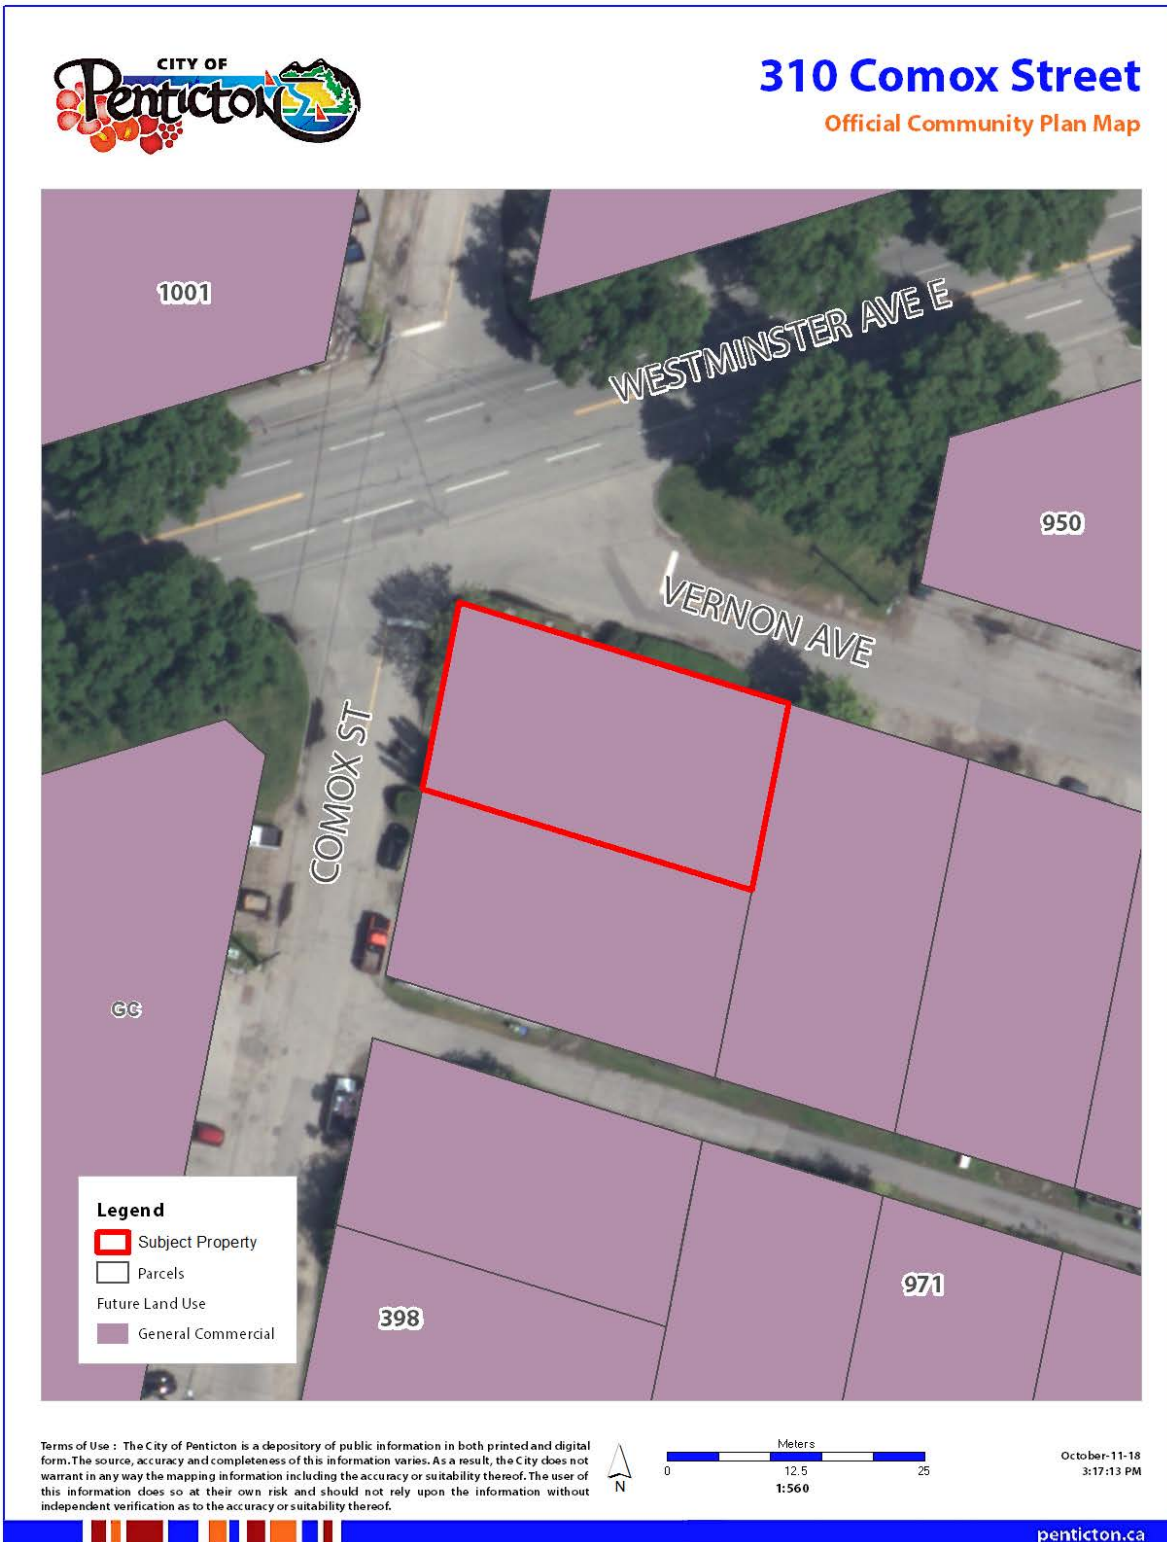 CITY OF
Penticton
310 Comox Street
Official Community Plan Map
1001
WESTMINSTER AVE E
950
VERNON AVE
COMOX ST
GC
Legend
Subject Property
Parcels
Future Land Use
General Commercial
398
971
Terms of Use : The City of Penticton is a depository of public information in both printed and digital
form. The source, accuracy and completeness of this information varies. As a result, the City does not
warrant in any way the mapping information including the accuracy or suitability thereof. The user of
this information does so at their own risk and should not rely upon the information without
independent verification as to the accuracy or suitability thereof.
N
Meters
0 12.5 25
1:560
October-11-18
3:17:13 PM
penticton.ca